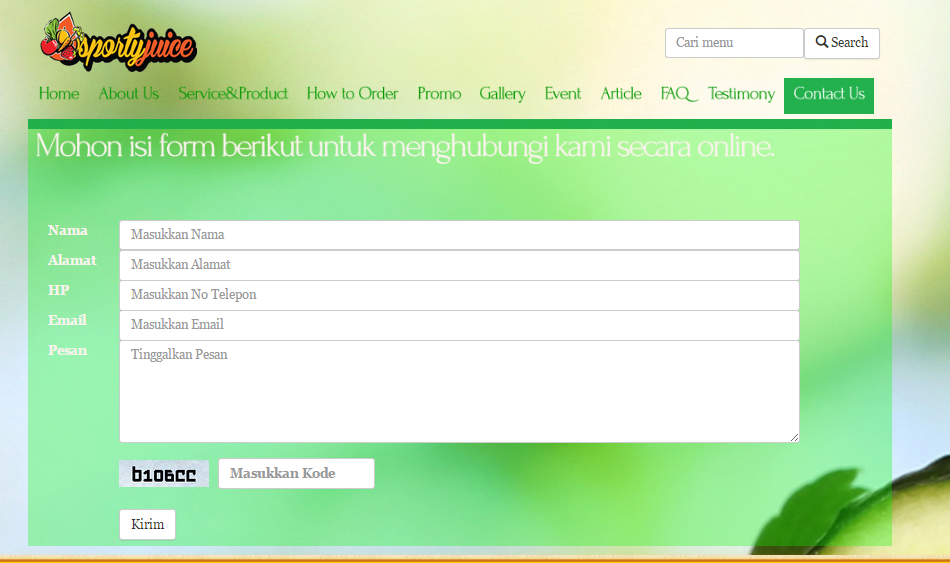 sportyjuice
Cari menu
Search
Home About Us Service&Product How to Order Promo Gallery Event Article FAQ Testimony Contact Us
Mohon isi form berikut untuk menghubungi kami secara online.
Nama Masukkan Nama
Alamat Masukkan Alamat
HP Masukkan No Telepon
Email Masukkan Email
Pesan Tinggalkan Pesan
b106cc Masukkan Kode
Kirim